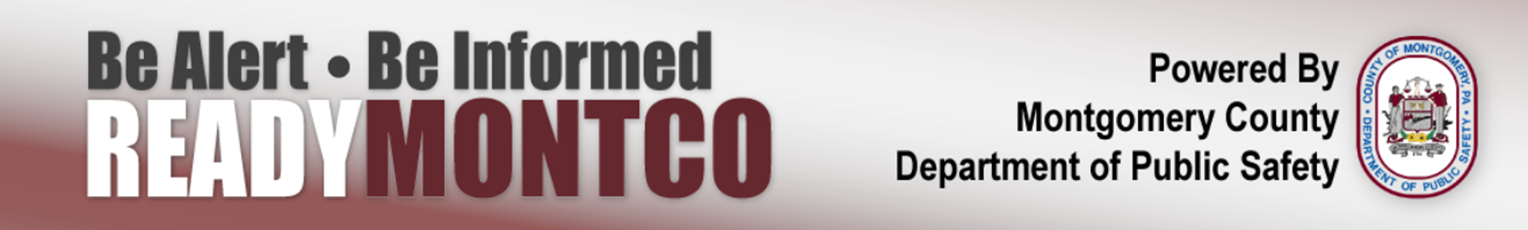 Be Alert • Be Informed
READYMONTCO
Powered By
Montgomery County
Department of Public Safety
COUNTY OF MONTGOMERY, PA
• DEPARTMENT OF PUBLIC SAFETY •